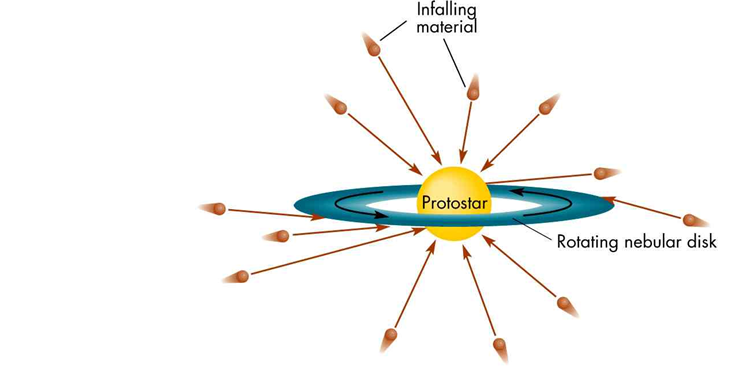 Infalling
material
Protostar
Rotating nebular disk